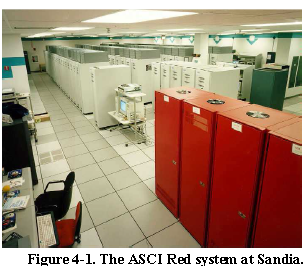 Figure 4-1. The ASCI Red system at Sandia.